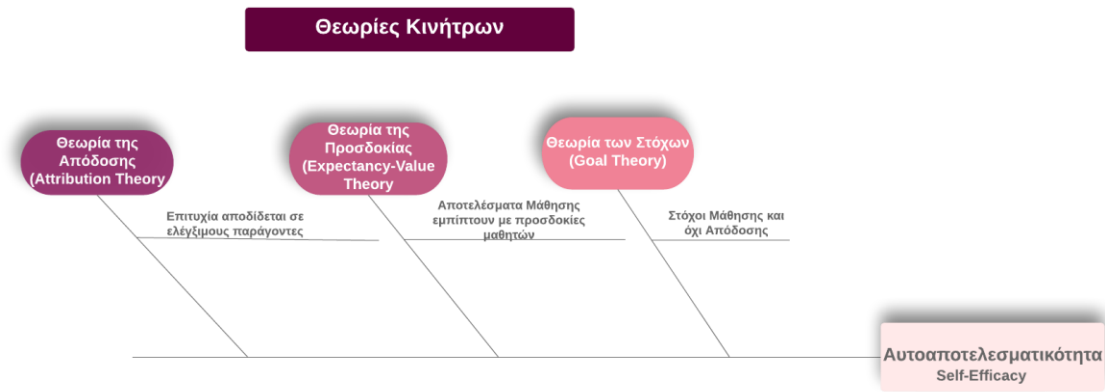 Θεωρίες Κινήτρων
Θεωρία της
Απόδοσης
(Attribution Theory
Θεωρία της
Προσδοκίας
(Expectancy-Value
Theory
Θεωρία των Στόχων
(Goal Theory)
Επιτυχία αποδίδεται σε
ελέγξιμους παράγοντες
Αποτελέσματα Μάθησης
εμπίπτουν με προσδοκίες
μαθητών
Στόχοι Μάθησης και
όχι Απόδοσης
Αυτοαποτελεσματικότητα
Self-Efficacy